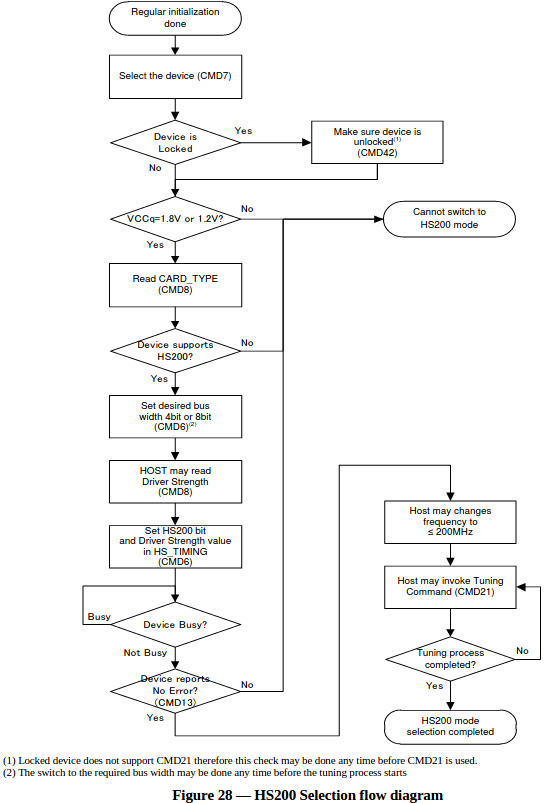 Regular initialization
done
Select the device (CMD7)
Device is
Locked
Yes
No
Make sure device is
unlocked(1)
(CMD42)
VCCq=1.8V or 1.2V?
No
Yes
Cannot switch to
HS200 mode
Read CARD_TYPE
(CMD8)
Device supports
HS200?
No
Yes
Set desired bus
width 4bit or 8bit
(CMD6)(2)
HOST may read
Driver Strength
(CMD8)
Set HS200 bit
and Driver Strength value
in HS_TIMING
(CMD6)
Busy
Device Busy?
Not Busy
Device reports
No Error?
(CMD13)
No
Yes
Host may changes
frequency to
≤ 200MHz
Host may invoke Tuning
Command (CMD21)
Tuning process
completed?
No
Yes
HS200 mode
selection completed
(1) Locked device does not support CMD21 therefore this check may be done any time before CMD21 is used.
(2) The switch to the required bus width may be done any time before the tuning process starts
Figure 28 — HS200 Selection flow diagram